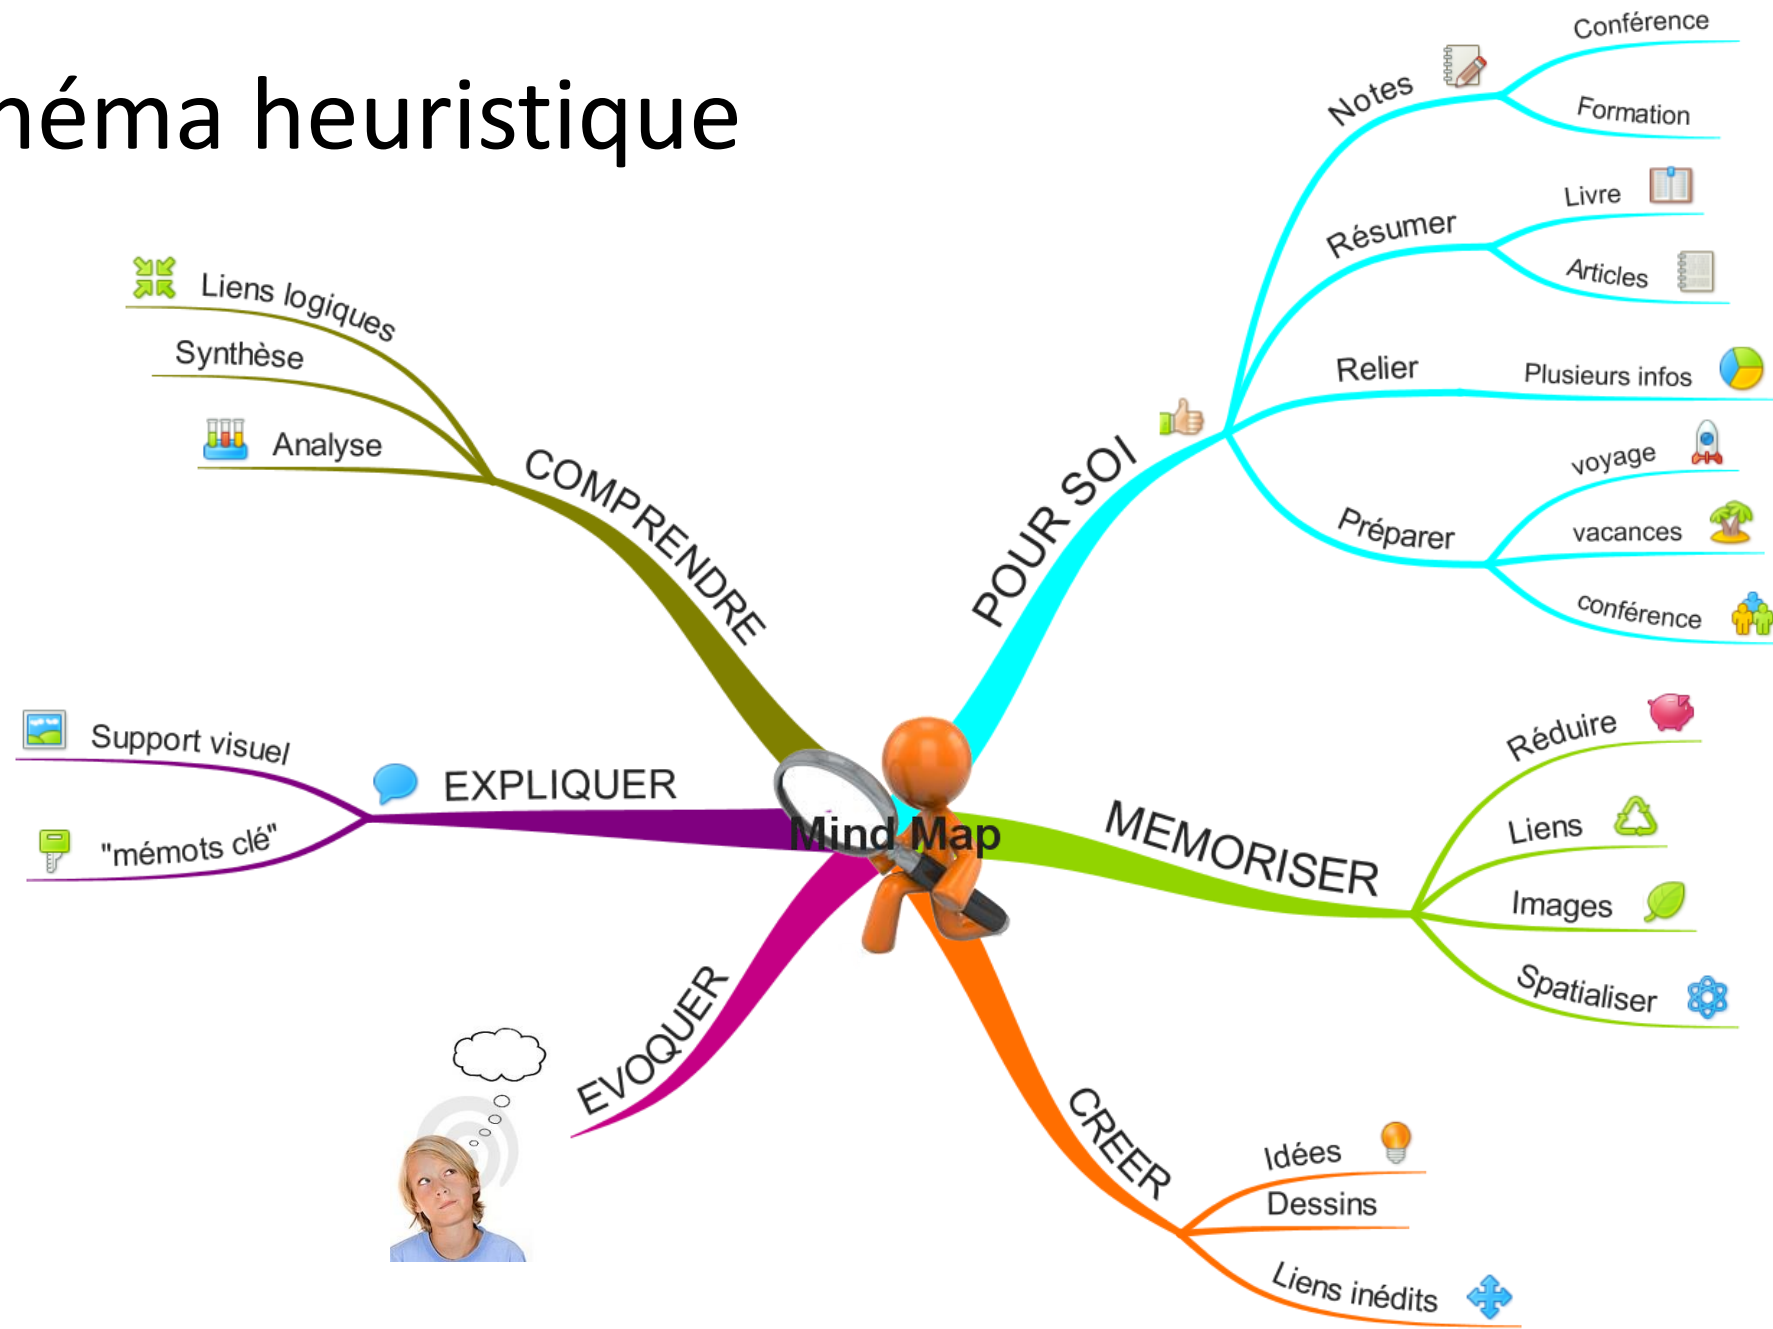 héma heuristique
Mind Map
POUR SOI
Notes
Conférence
Formation
Résumer
Livre
Articles
Relier
Plusieurs infos
Préparer
voyage
vacances
conférence
MEMORISER
Réduire
Liens
Images
Spatialiser
CREER
Idées
Dessins
Liens inédits
EVOQUER
EXPLIQUER
Support visuel
"mémots clé"
COMPRENDRE
Liens logiques
Synthèse
Analyse